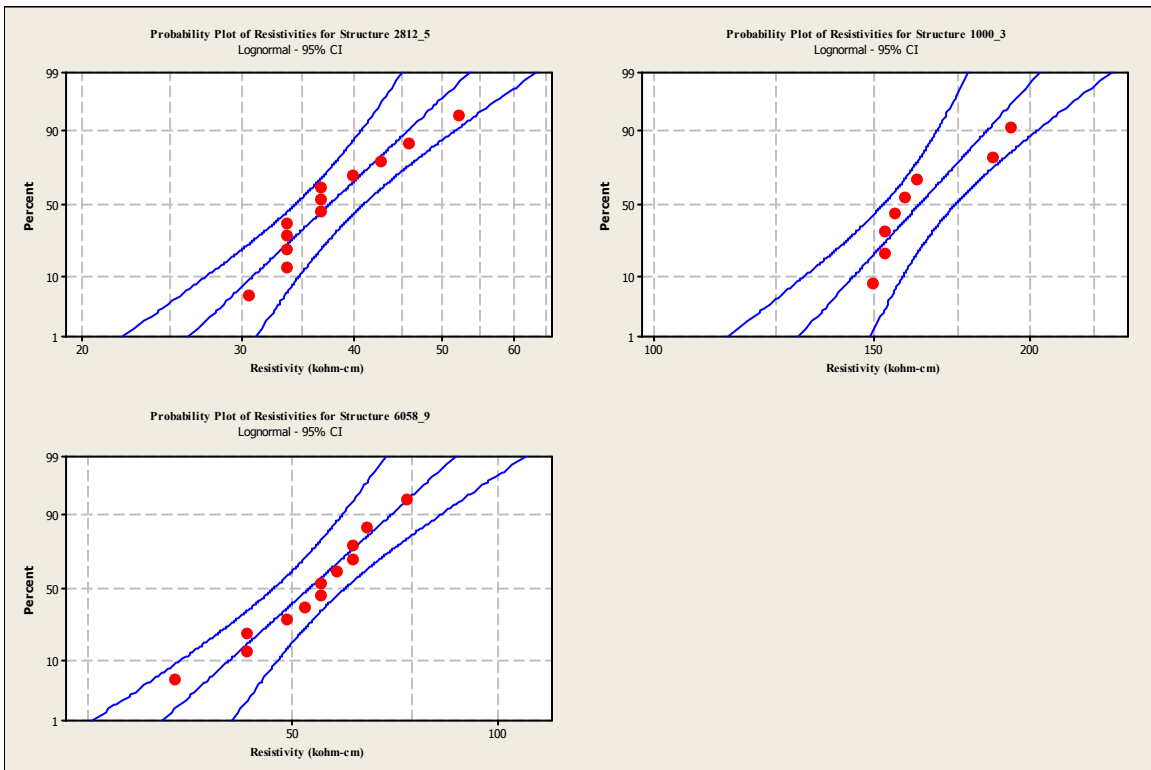 Probability Plot of Resistivities for Structure 2812_5
Lognormal - 95% CI
99
90
50
10
1
Percent
20
30
40
50
60
Resistivity (kohm-cm)
Probability Plot of Resistivities for Structure 1000_3
Lognormal - 95% CI
99
90
50
10
1
Percent
100
150
200
Resistivity (kohm-cm)
Probability Plot of Resistivities for Structure 6058_9
Lognormal - 95% CI
99
90
50
10
1
Percent
50
100
Resistivity (kohm-cm)